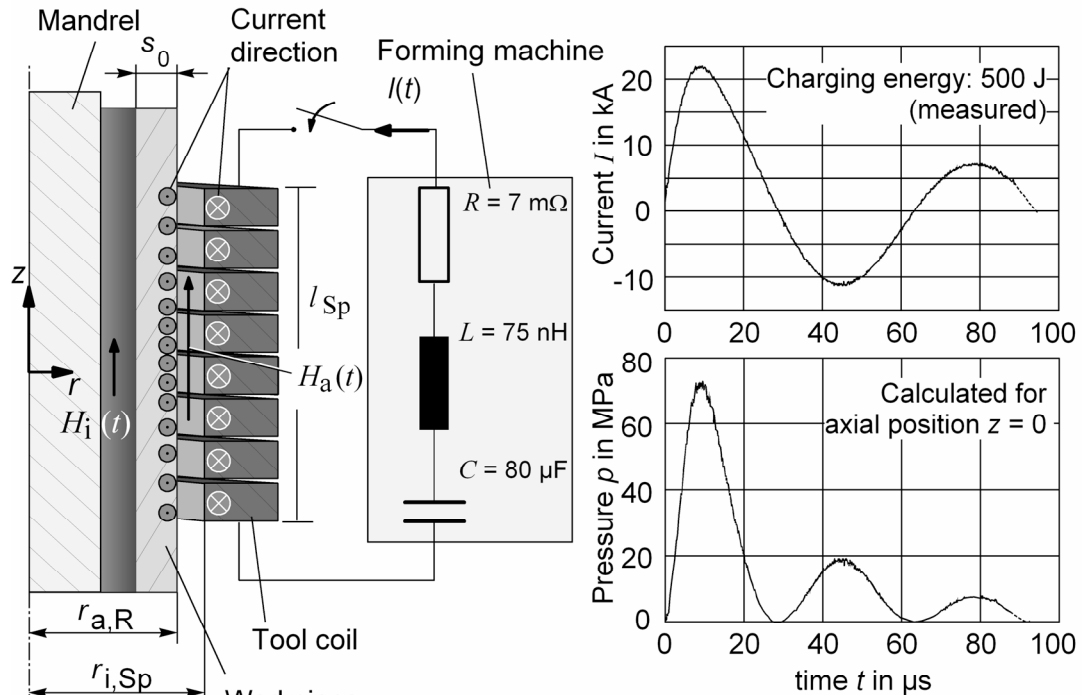 Mandrel
s0
Current
direction
Forming machine
I(t)
R = 7 mΩ
L = 75 nH
C = 80 µF
z
r
Hi (t)
lSp
Ha(t)
ra,R
ri,Sp
Tool coil
Current I in kA
20
10
0
-10
Charging energy: 500 J
(measured)
0 20 40 60 80 100
Pressure p in MPa
80
60
40
20
0
Calculated for
axial position z = 0
0 20 40 60 80 100
time t in µs